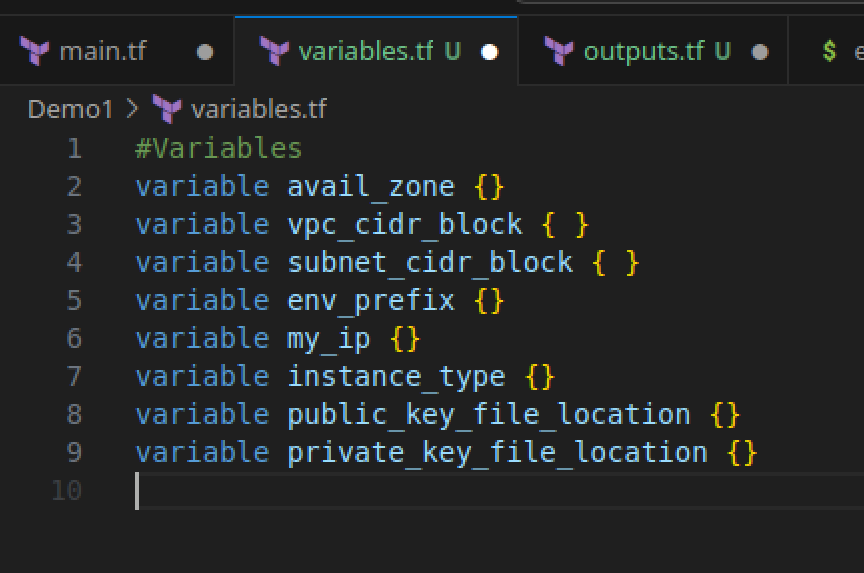 main.tf
variables.tf U
outputs.tf U
$ e
Demo1 > variables.tf
1 #Variables
2 variable avail_zone {}
3 variable vpc_cidr_block { }
4 variable subnet_cidr_block { }
5 variable env_prefix {}
6 variable my_ip {}
7 variable instance_type {}
8 variable public_key_file_location {}
9 variable private_key_file_location {}
10